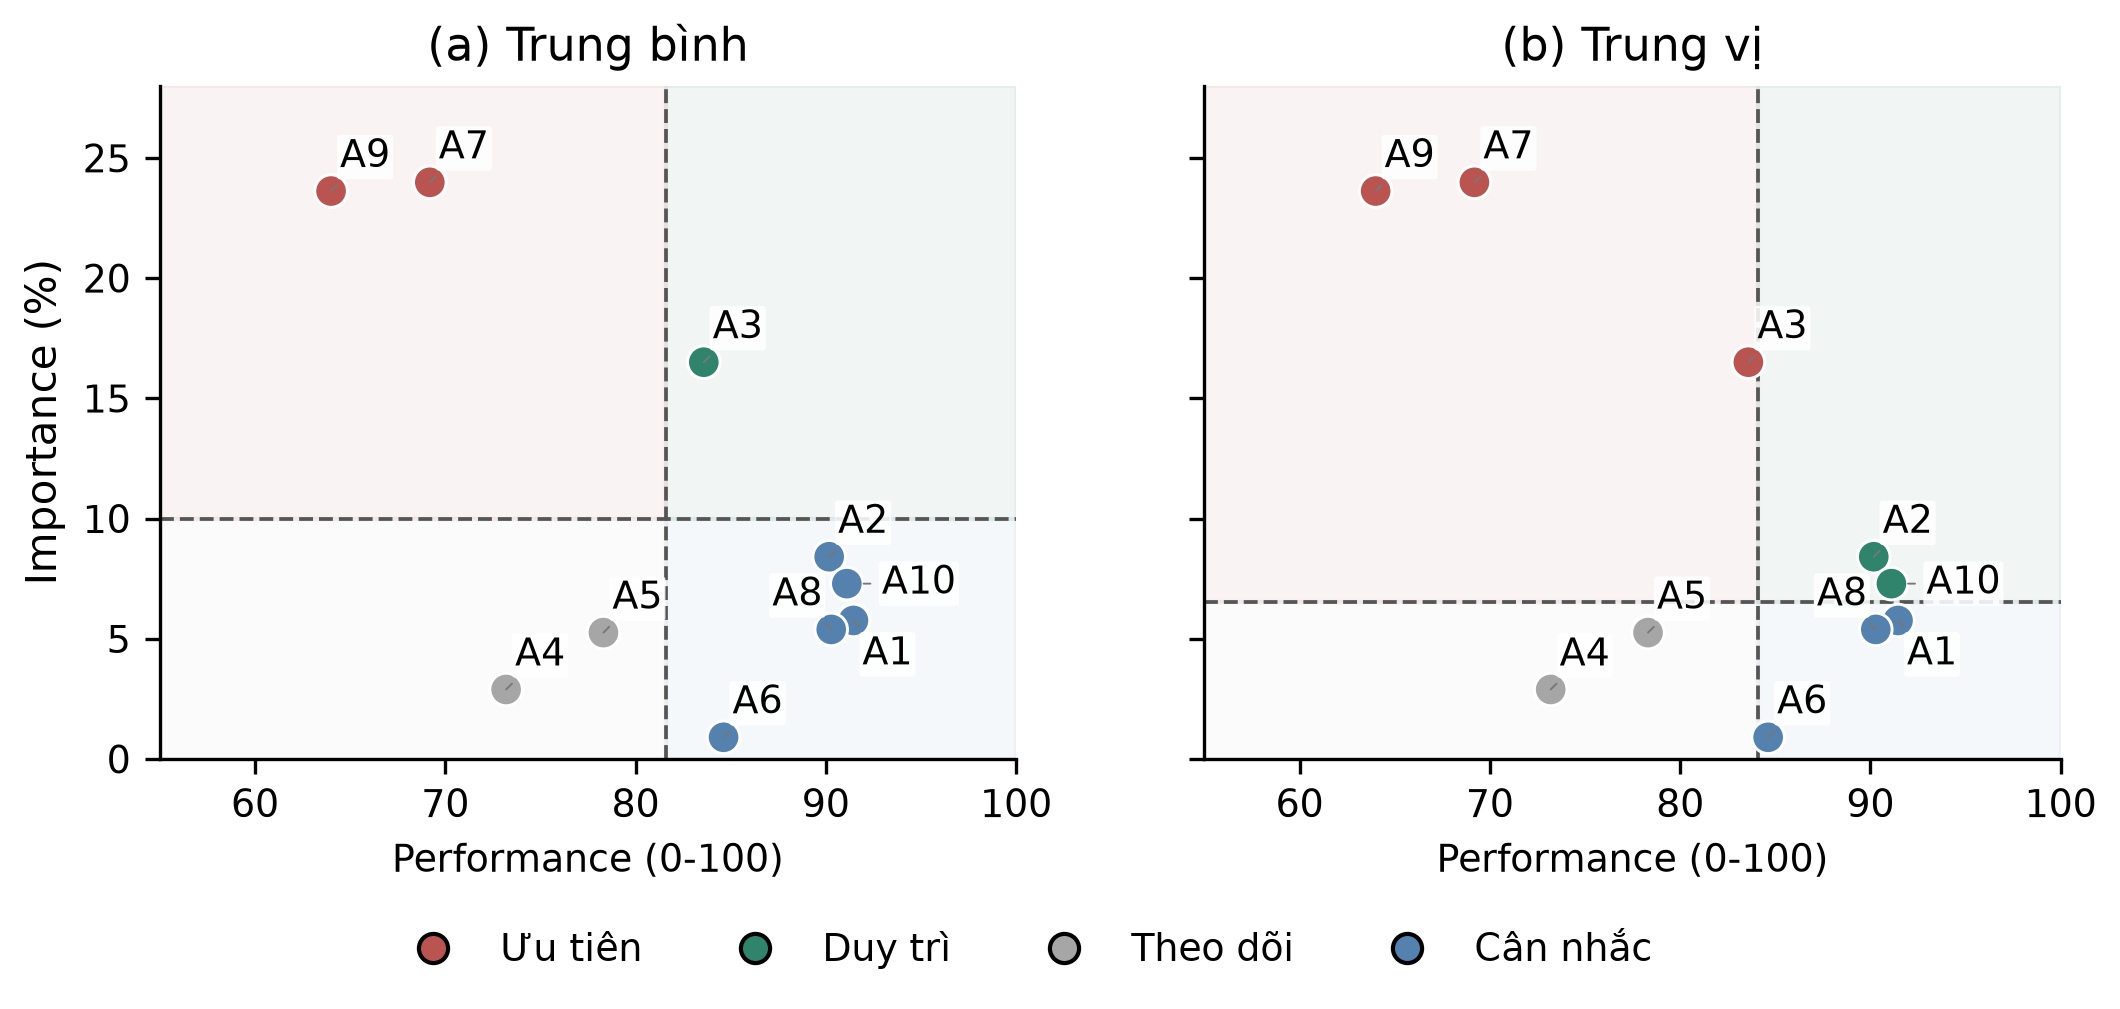 (a) Trung bình
(b) Trung vị
Importance (%)
25
20
15
10
5
0
A9
A7
A3
A2
A10
A8
A5
A1
A4
A6
60 70 80 90 100
Performance (0-100)
A9
A7
A3
A2
A10
A8
A5
A1
A4
A6
60 70 80 90 100
Performance (0-100)
Ưu tiên Duy trì Theo dõi Cân nhắc